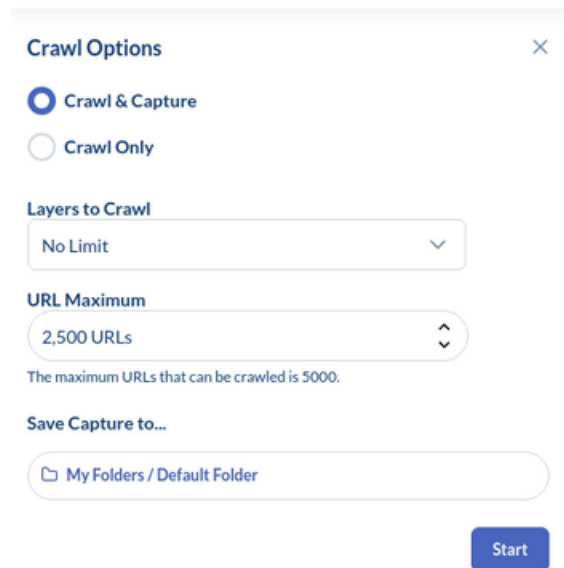 Crawl Options
Crawl & Capture
Crawl Only
Layers to Crawl
No Limit
URL Maximum
2,500 URLs
The maximum URLs that can be crawled is 5000.
Save Capture to...
My Folders / Default Folder
Start